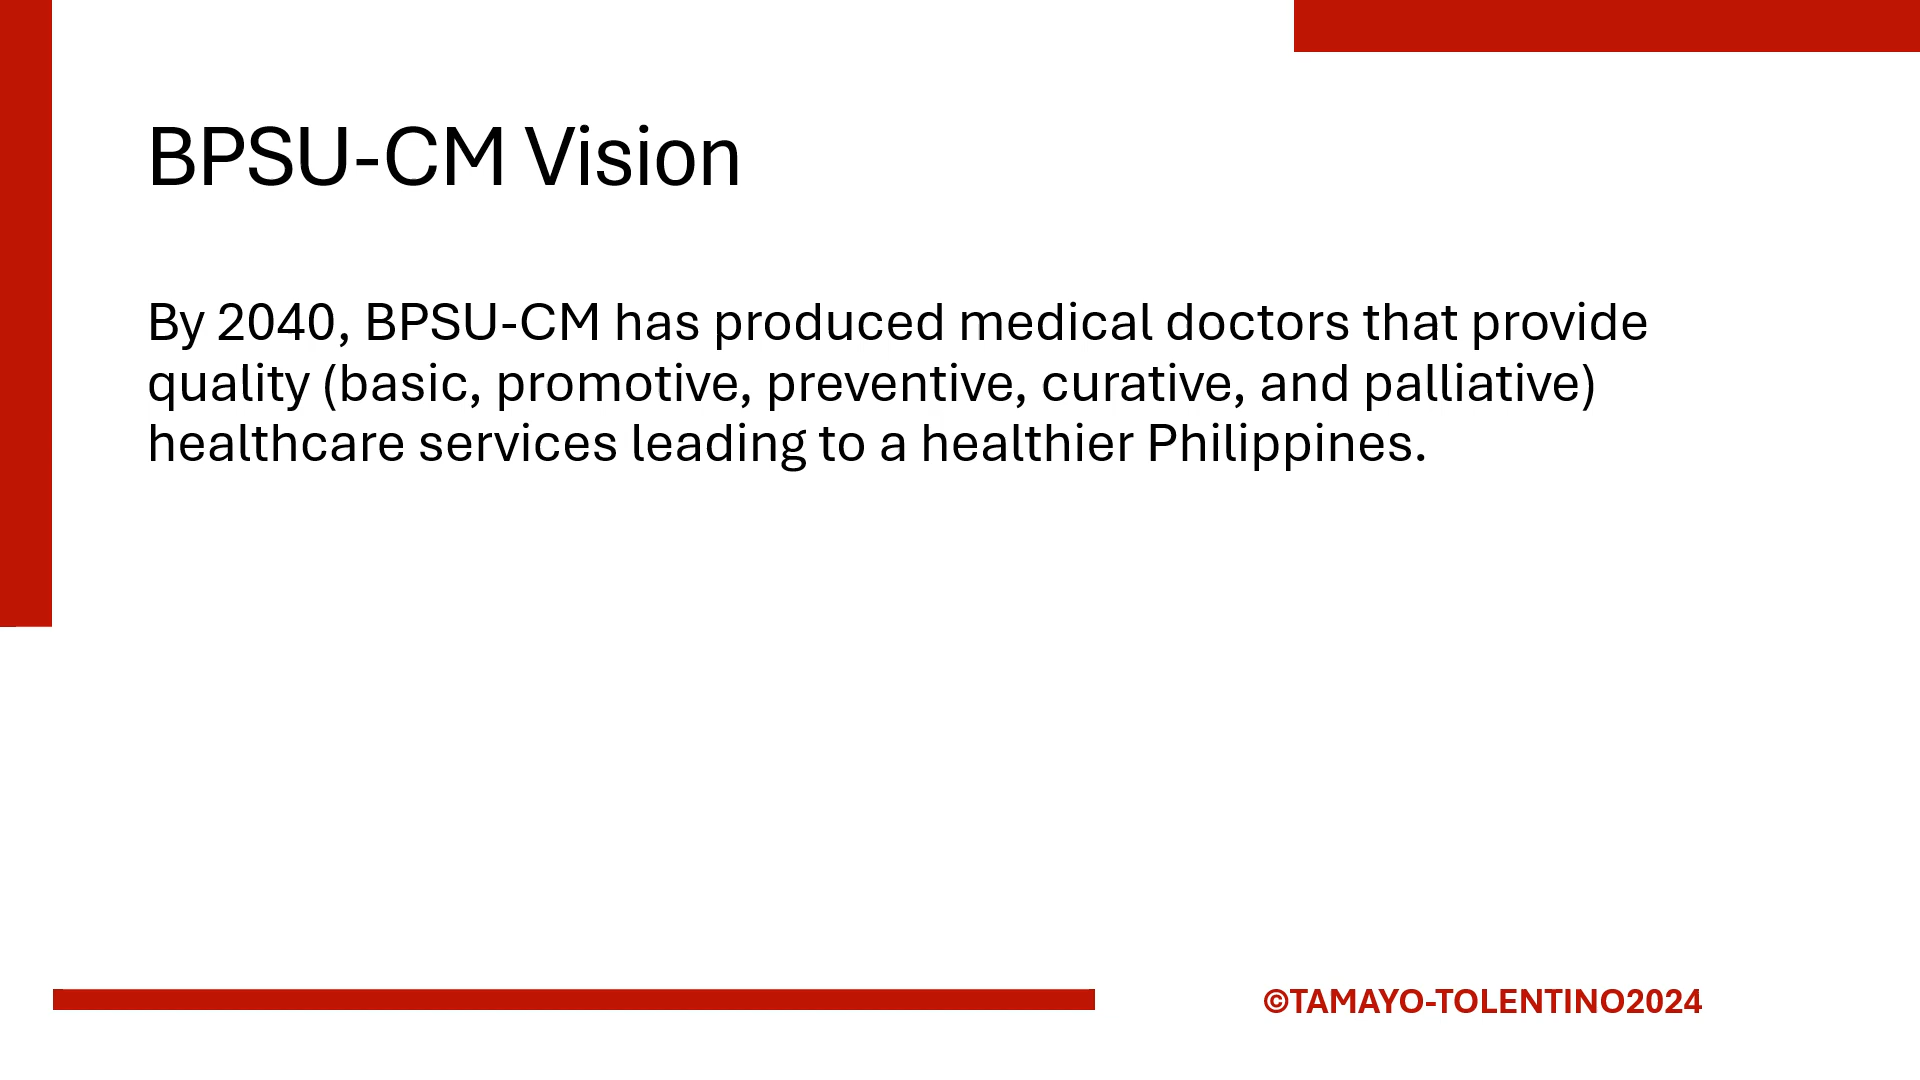 BPSU-CM Vision
By 2040, BPSU-CM has produced medical doctors that provide
quality (basic, promotive, preventive, curative, and palliative)
healthcare services leading to a healthier Philippines.
©TAMAYO-TOLENTINO2024